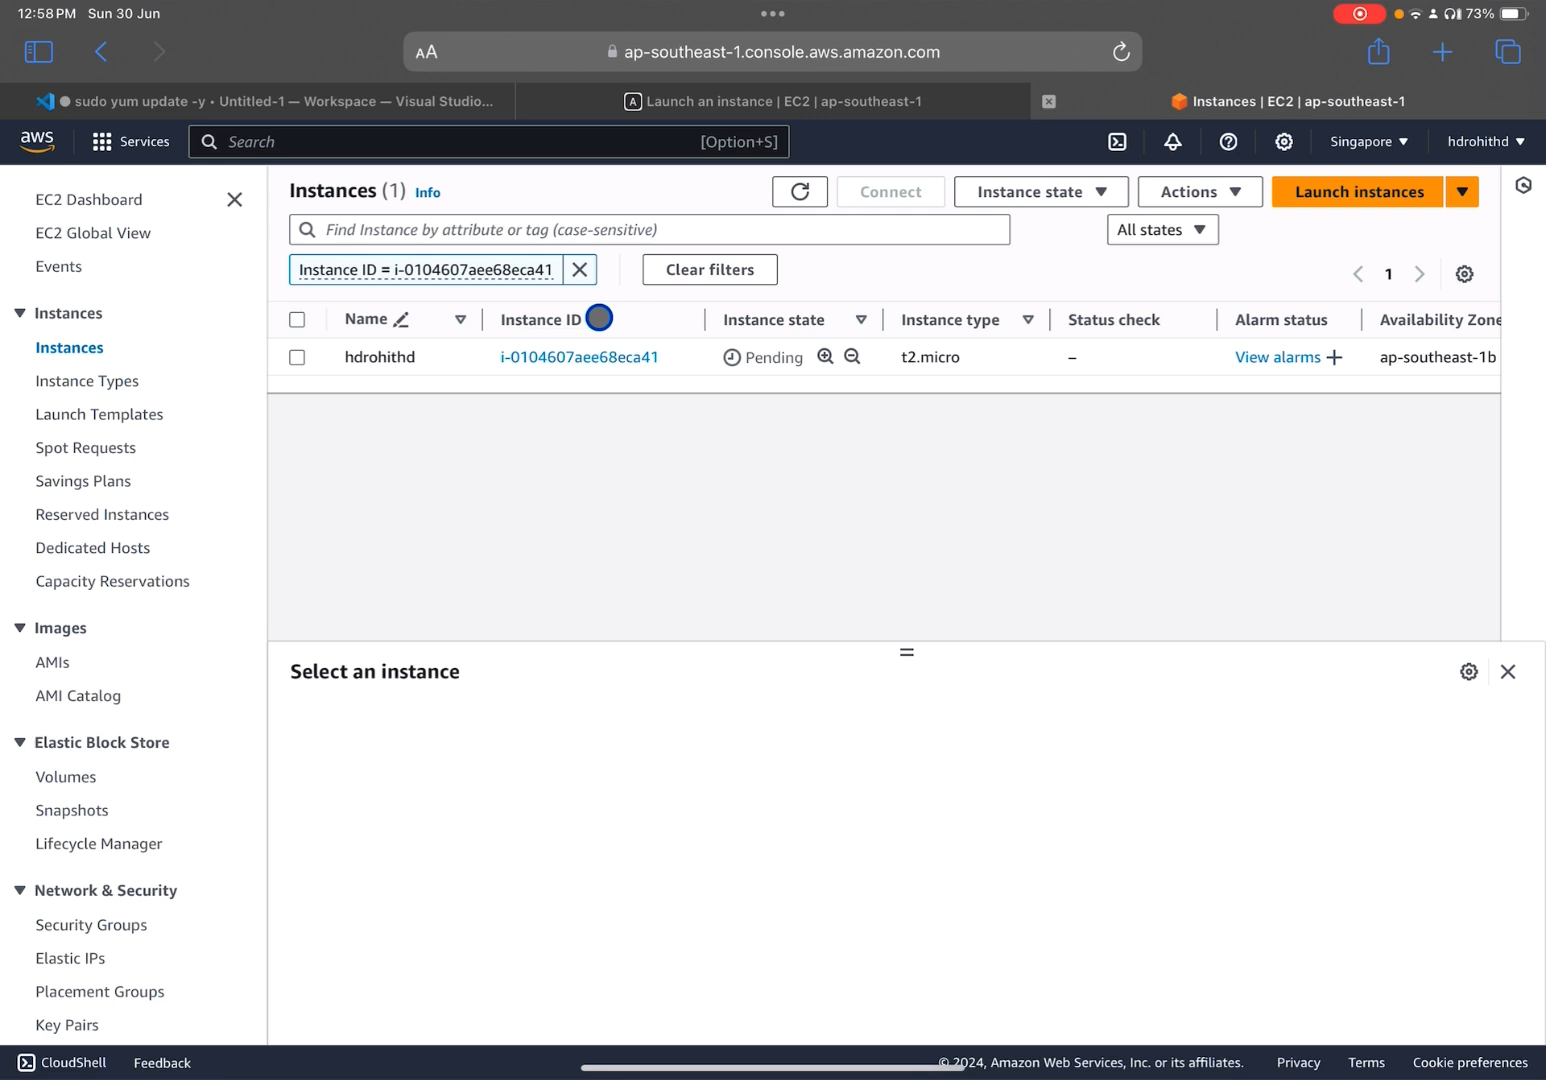 12:58 PM Sun 30 Jun
73%
AA
ap-southeast-1.console.aws.amazon.com
sudo yum update -y • Untitled-1 — Workspace — Visual Studio...
A Launch an instance | EC2 | ap-southeast-1
Instances | EC2 | ap-southeast-1
aws
Services
Search
[Option+S]
Singapore
hdrohithd
EC2 Dashboard
EC2 Global View
Events
Instances
Instances
Instance Types
Launch Templates
Spot Requests
Savings Plans
Reserved Instances
Dedicated Hosts
Capacity Reservations
Images
AMIs
AMI Catalog
Elastic Block Store
Volumes
Snapshots
Lifecycle Manager
Network & Security
Security Groups
Elastic IPs
Placement Groups
Key Pairs
Instances (1) Info
Connect
Instance state
Actions
Launch instances
Find Instance by attribute or tag (case-sensitive)
All states
Instance ID = i-0104607aee68eca41
Clear filters
1
Name Instance ID Instance state Instance type Status check Alarm status Availability Zone
hdrohithd i-0104607aee68eca41 Pending t2.micro – View alarms + ap-southeast-1b
Select an instance
CloudShell
Feedback
© 2024, Amazon Web Services, Inc. or its affiliates.
Privacy
Terms
Cookie preferences